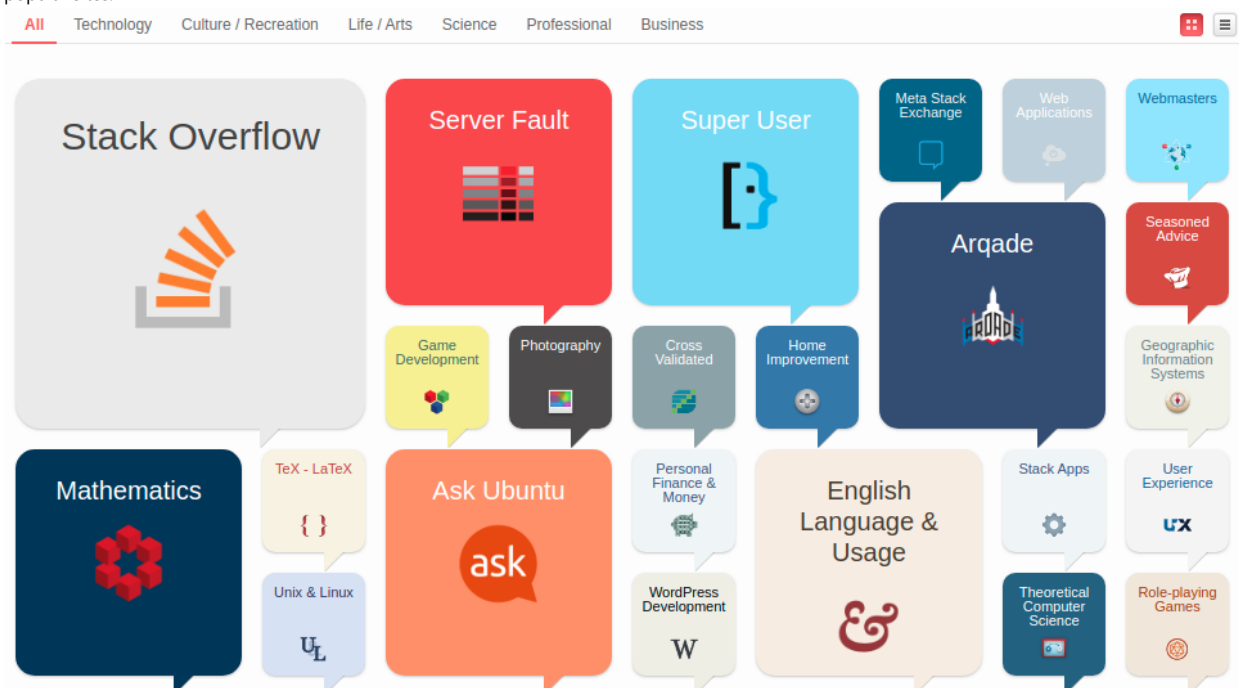 All Technology Culture / Recreation Life / Arts Science Professional Business
Stack Overflow
Server Fault
Super User
Meta Stack
Exchange
Web
Applications
Webmasters
Arqade
ARQADE
Seasoned
Advice
Game
Development
Photography
Cross
Validated
Home
Improvement
Geographic
Information
Systems
Mathematics
TeX - LaTeX
{ }
Ask Ubuntu
ask
Personal
Finance &
Money
English
Language &
Usage
&
Stack Apps
User
Experience
UX
Unix & Linux
UL
WordPress
Development
W
Theoretical
Computer
Science
Role-playing
Games